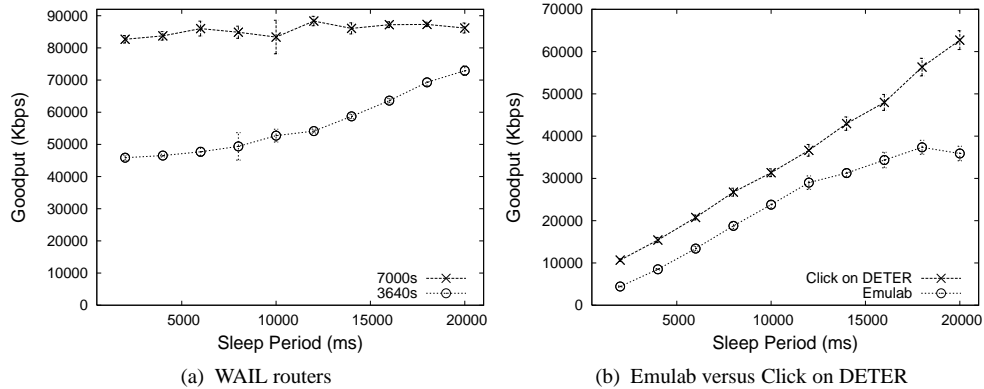 90000
80000
70000
60000
50000
40000
30000
20000
10000
0
Goodput (Kbps)
5000 10000 15000 20000
Sleep Period (ms)
7000s
3640s
(a) WAIL routers
70000
60000
50000
40000
30000
20000
10000
0
Goodput (Kbps)
5000 10000 15000 20000
Sleep Period (ms)
Click on DETER
Emulab
(b) Emulab versus Click on DETER